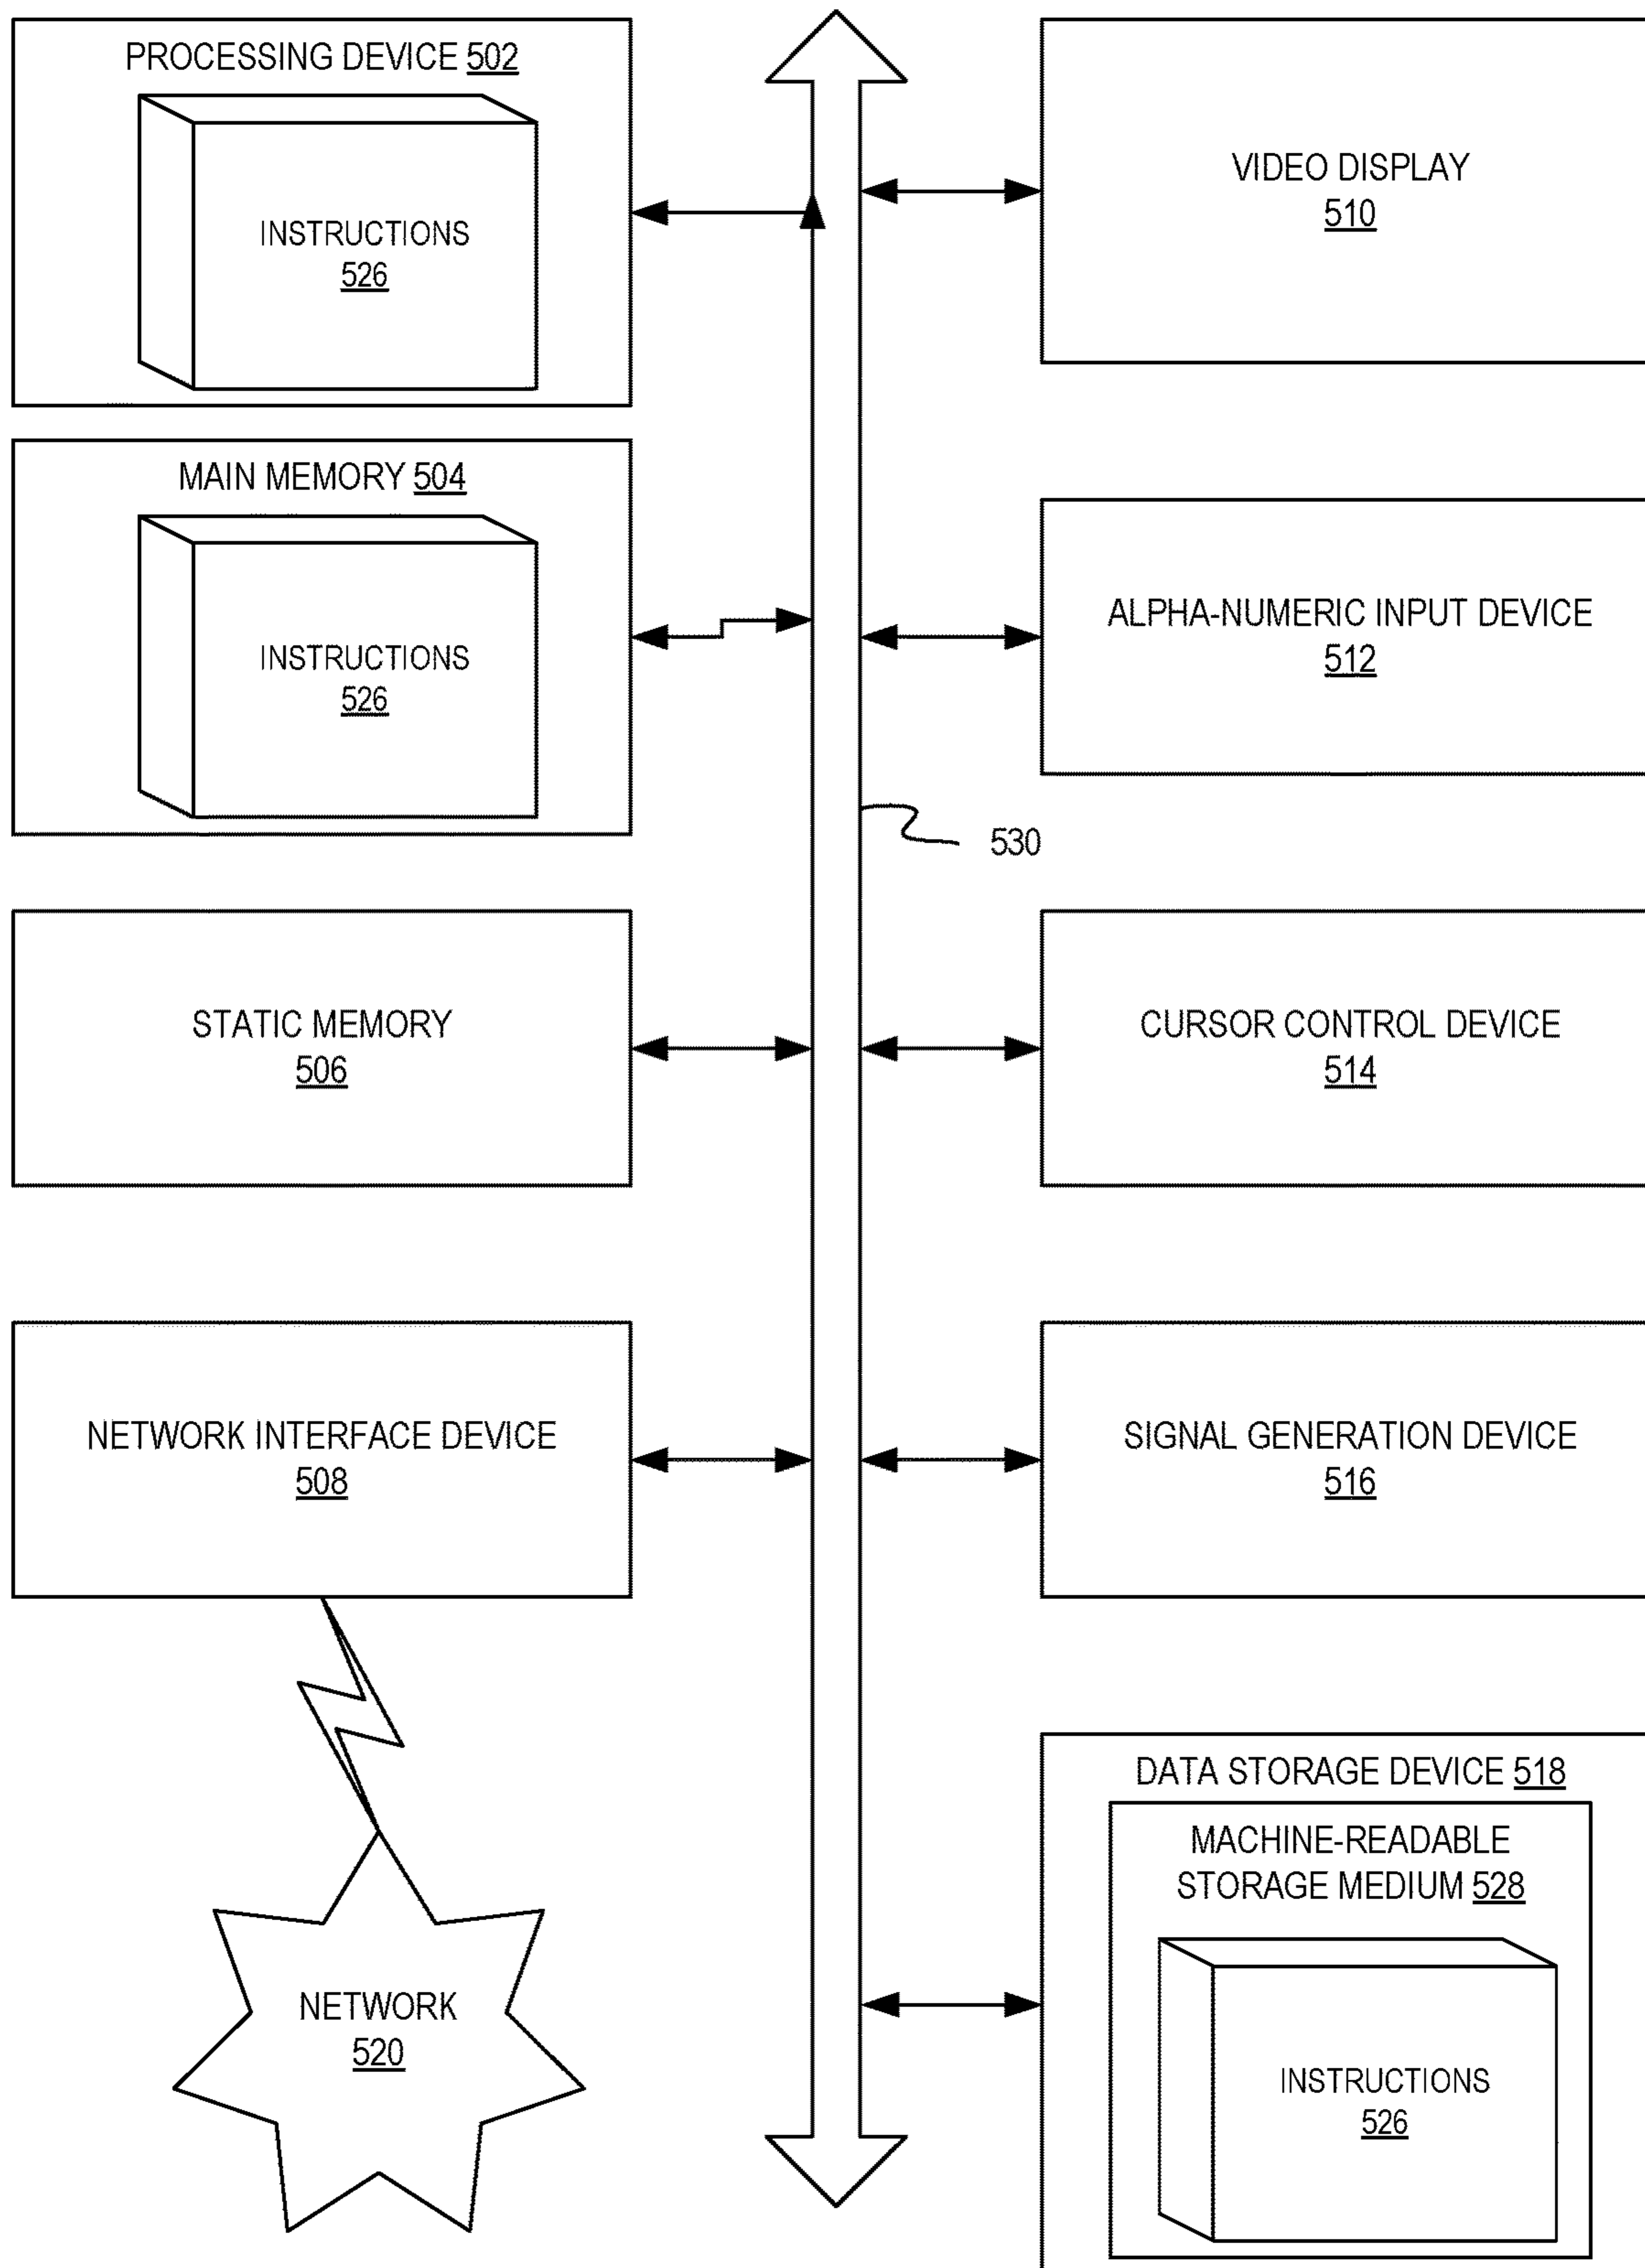 PROCESSING DEVICE 502
INSTRUCTIONS
526
MAIN MEMORY 504
INSTRUCTIONS
526
STATIC MEMORY
506
NETWORK INTERFACE DEVICE
508
NETWORK
520
530
VIDEO DISPLAY
510
ALPHA-NUMERIC INPUT DEVICE
512
CURSOR CONTROL DEVICE
514
SIGNAL GENERATION DEVICE
516
DATA STORAGE DEVICE 518
MACHINE-READABLE
STORAGE MEDIUM 528
INSTRUCTIONS
526